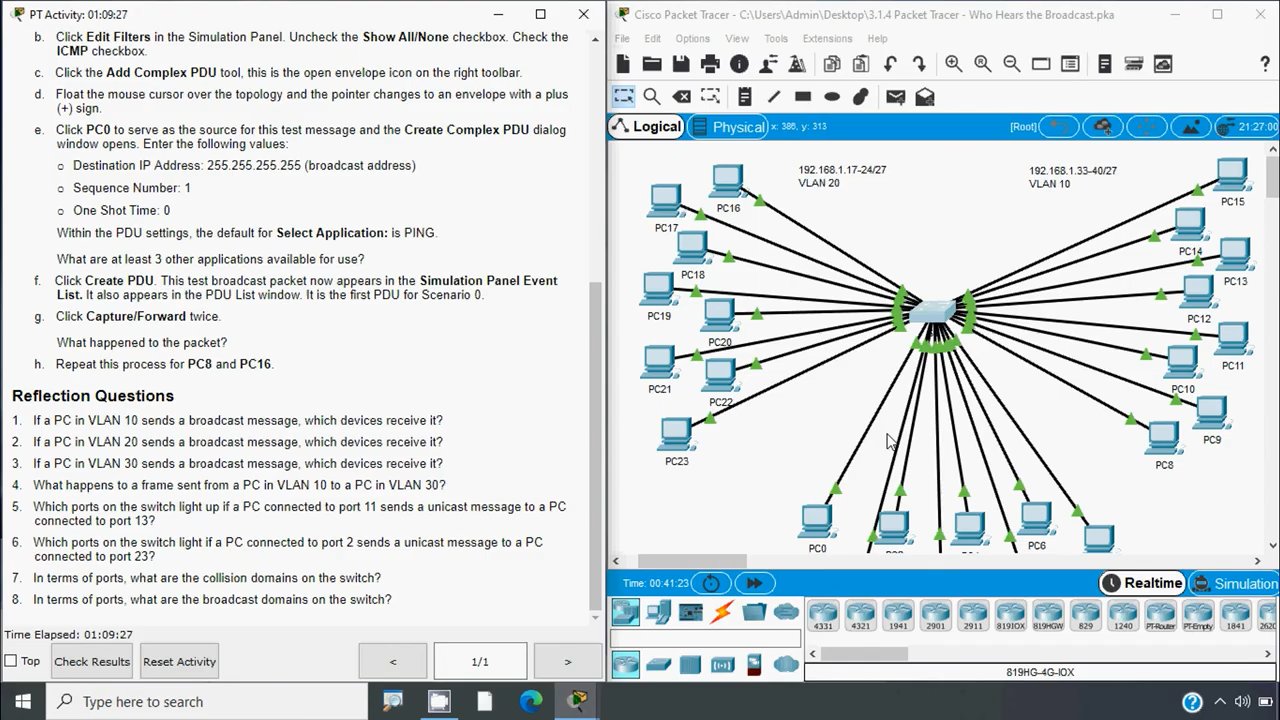 PT Activity: 01:09:27
b. Click Edit Filters in the Simulation Panel. Uncheck the Show All/None checkbox. Check the
ICMP checkbox.
c. Click the Add Complex PDU tool, this is the open envelope icon on the right toolbar.
d. Float the mouse cursor over the topology and the pointer changes to an envelope with a plus
(+) sign.
e. Click PC0 to serve as the source for this test message and the Create Complex PDU dialog
window opens. Enter the following values:
o Destination IP Address: 255.255.255.255 (broadcast address)
o Sequence Number: 1
o One Shot Time: 0
Within the PDU settings, the default for Select Application: is PING.
What are at least 3 other applications available for use?
f. Click Create PDU. This test broadcast packet now appears in the Simulation Panel Event
List. It also appears in the PDU List window. It is the first PDU for Scenario 0.
g. Click Capture/Forward twice.
What happened to the packet?
h. Repeat this process for PC8 and PC16.
Reflection Questions
1. If a PC in VLAN 10 sends a broadcast message, which devices receive it?
2. If a PC in VLAN 20 sends a broadcast message, which devices receive it?
3. If a PC in VLAN 30 sends a broadcast message, which devices receive it?
4. What happens to a frame sent from a PC in VLAN 10 to a PC in VLAN 30?
5. Which ports on the switch light up if a PC connected to port 11 sends a unicast message to a PC
connected to port 13?
6. Which ports on the switch light if a PC connected to port 2 sends a unicast message to a PC
connected to port 23?
7. In terms of ports, what are the collision domains on the switch?
8. In terms of ports, what are the broadcast domains on the switch?
Time Elapsed: 01:09:27
Top
Check Results
Reset Activity
<
1/1
>
Cisco Packet Tracer - C:\Users\Admin\Desktop\3.1.4 Packet Tracer - Who Hears the Broadcast.pka
File Edit Options View Tools Extensions Help
Logical
Physical
x: 386, y: 313
[Root]
21:27:00
192.168.1.17-24/27
VLAN 20
192.168.1.33-40/27
VLAN 10
PC16
PC15
PC17
PC14
PC18
PC13
PC19
PC12
PC20
PC11
PC21
PC10
PC22
PC9
PC23
PC8
PC0
PC6
Time: 00:41:23
Realtime
Simulation
4331
4321
1941
2901
2911
819IOX
819HGW
829
1240
PT-Router
PT-Empty
1841
2620
819HG-4G-IOX
Type here to search